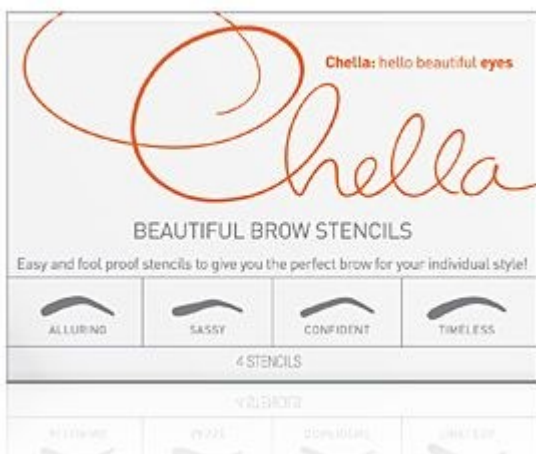 Chella: hello beautiful eyes
Chella
BEAUTIFUL BROW STENCILS
Easy and fool proof stencils to give you the perfect brow for your individual style!
ALLURING SASSY CONFIDENT TIMELESS
4 STENCILS